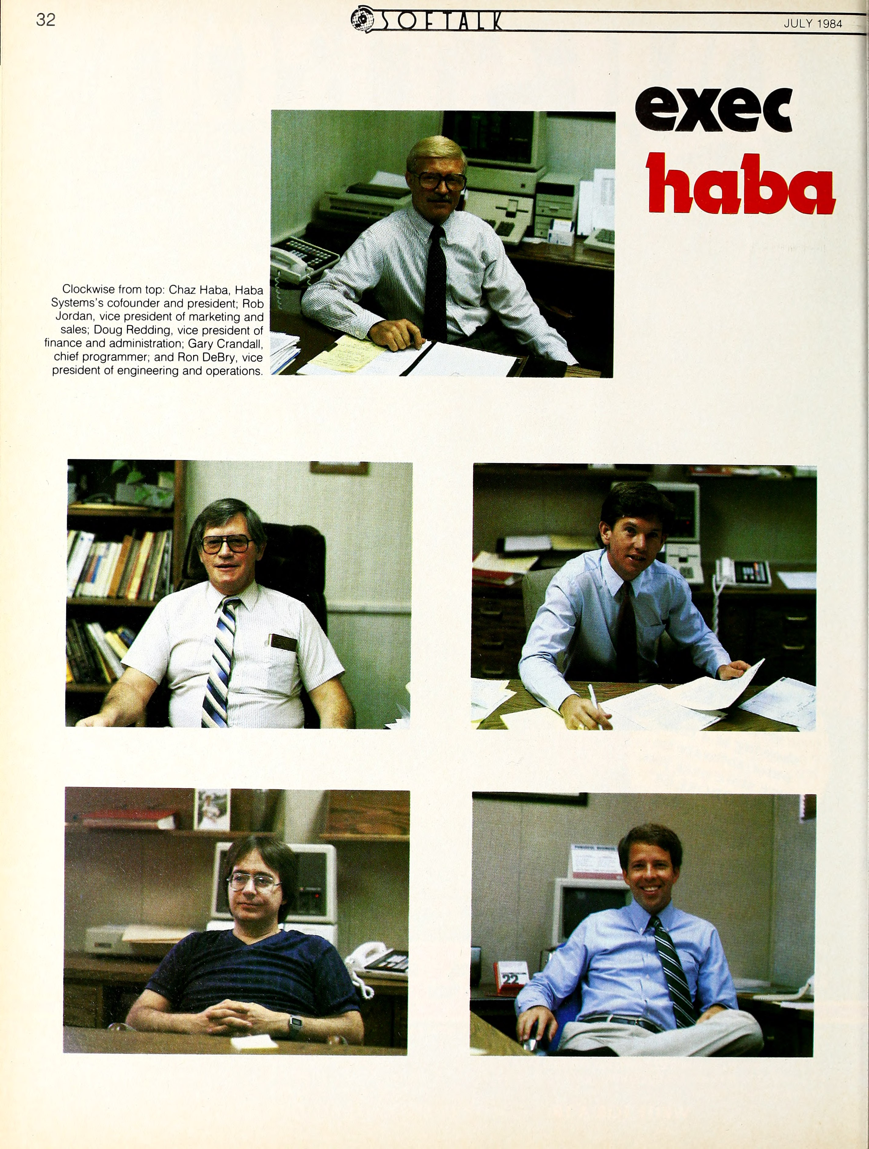 32
SOFTALK
JULY 1984
exec
haba
Clockwise from top: Chaz Haba, Haba
Systems's cofounder and president; Rob
Jordan, vice president of marketing and
sales; Doug Redding, vice president of
finance and administration; Gary Crandall,
chief programmer; and Ron DeBry, vice
president of engineering and operations.
22